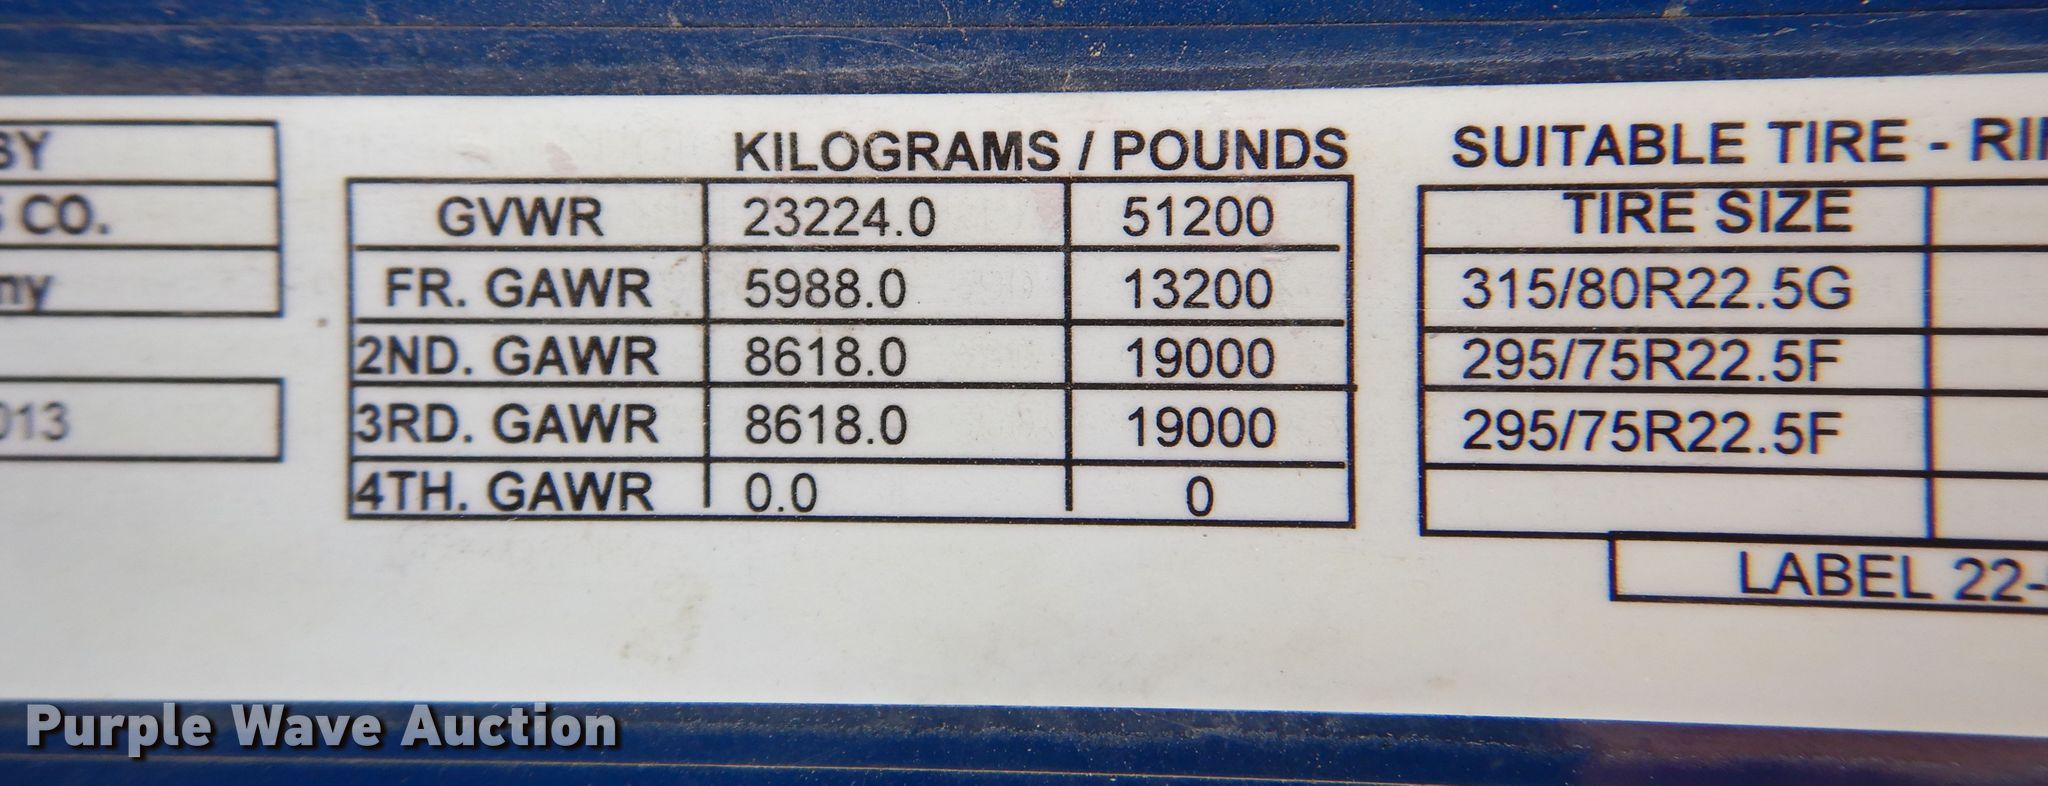 BY
CO.
ny
013
KILOGRAMS / POUNDS
GVWR 23224.0 51200
FR. GAWR 5988.0 13200
2ND. GAWR 8618.0 19000
3RD. GAWR 8618.0 19000
4TH. GAWR 0.0 0
SUITABLE TIRE - RI
TIRE SIZE
315/80R22.5G
295/75R22.5F
295/75R22.5F
LABEL 22-
Purple Wave Auction